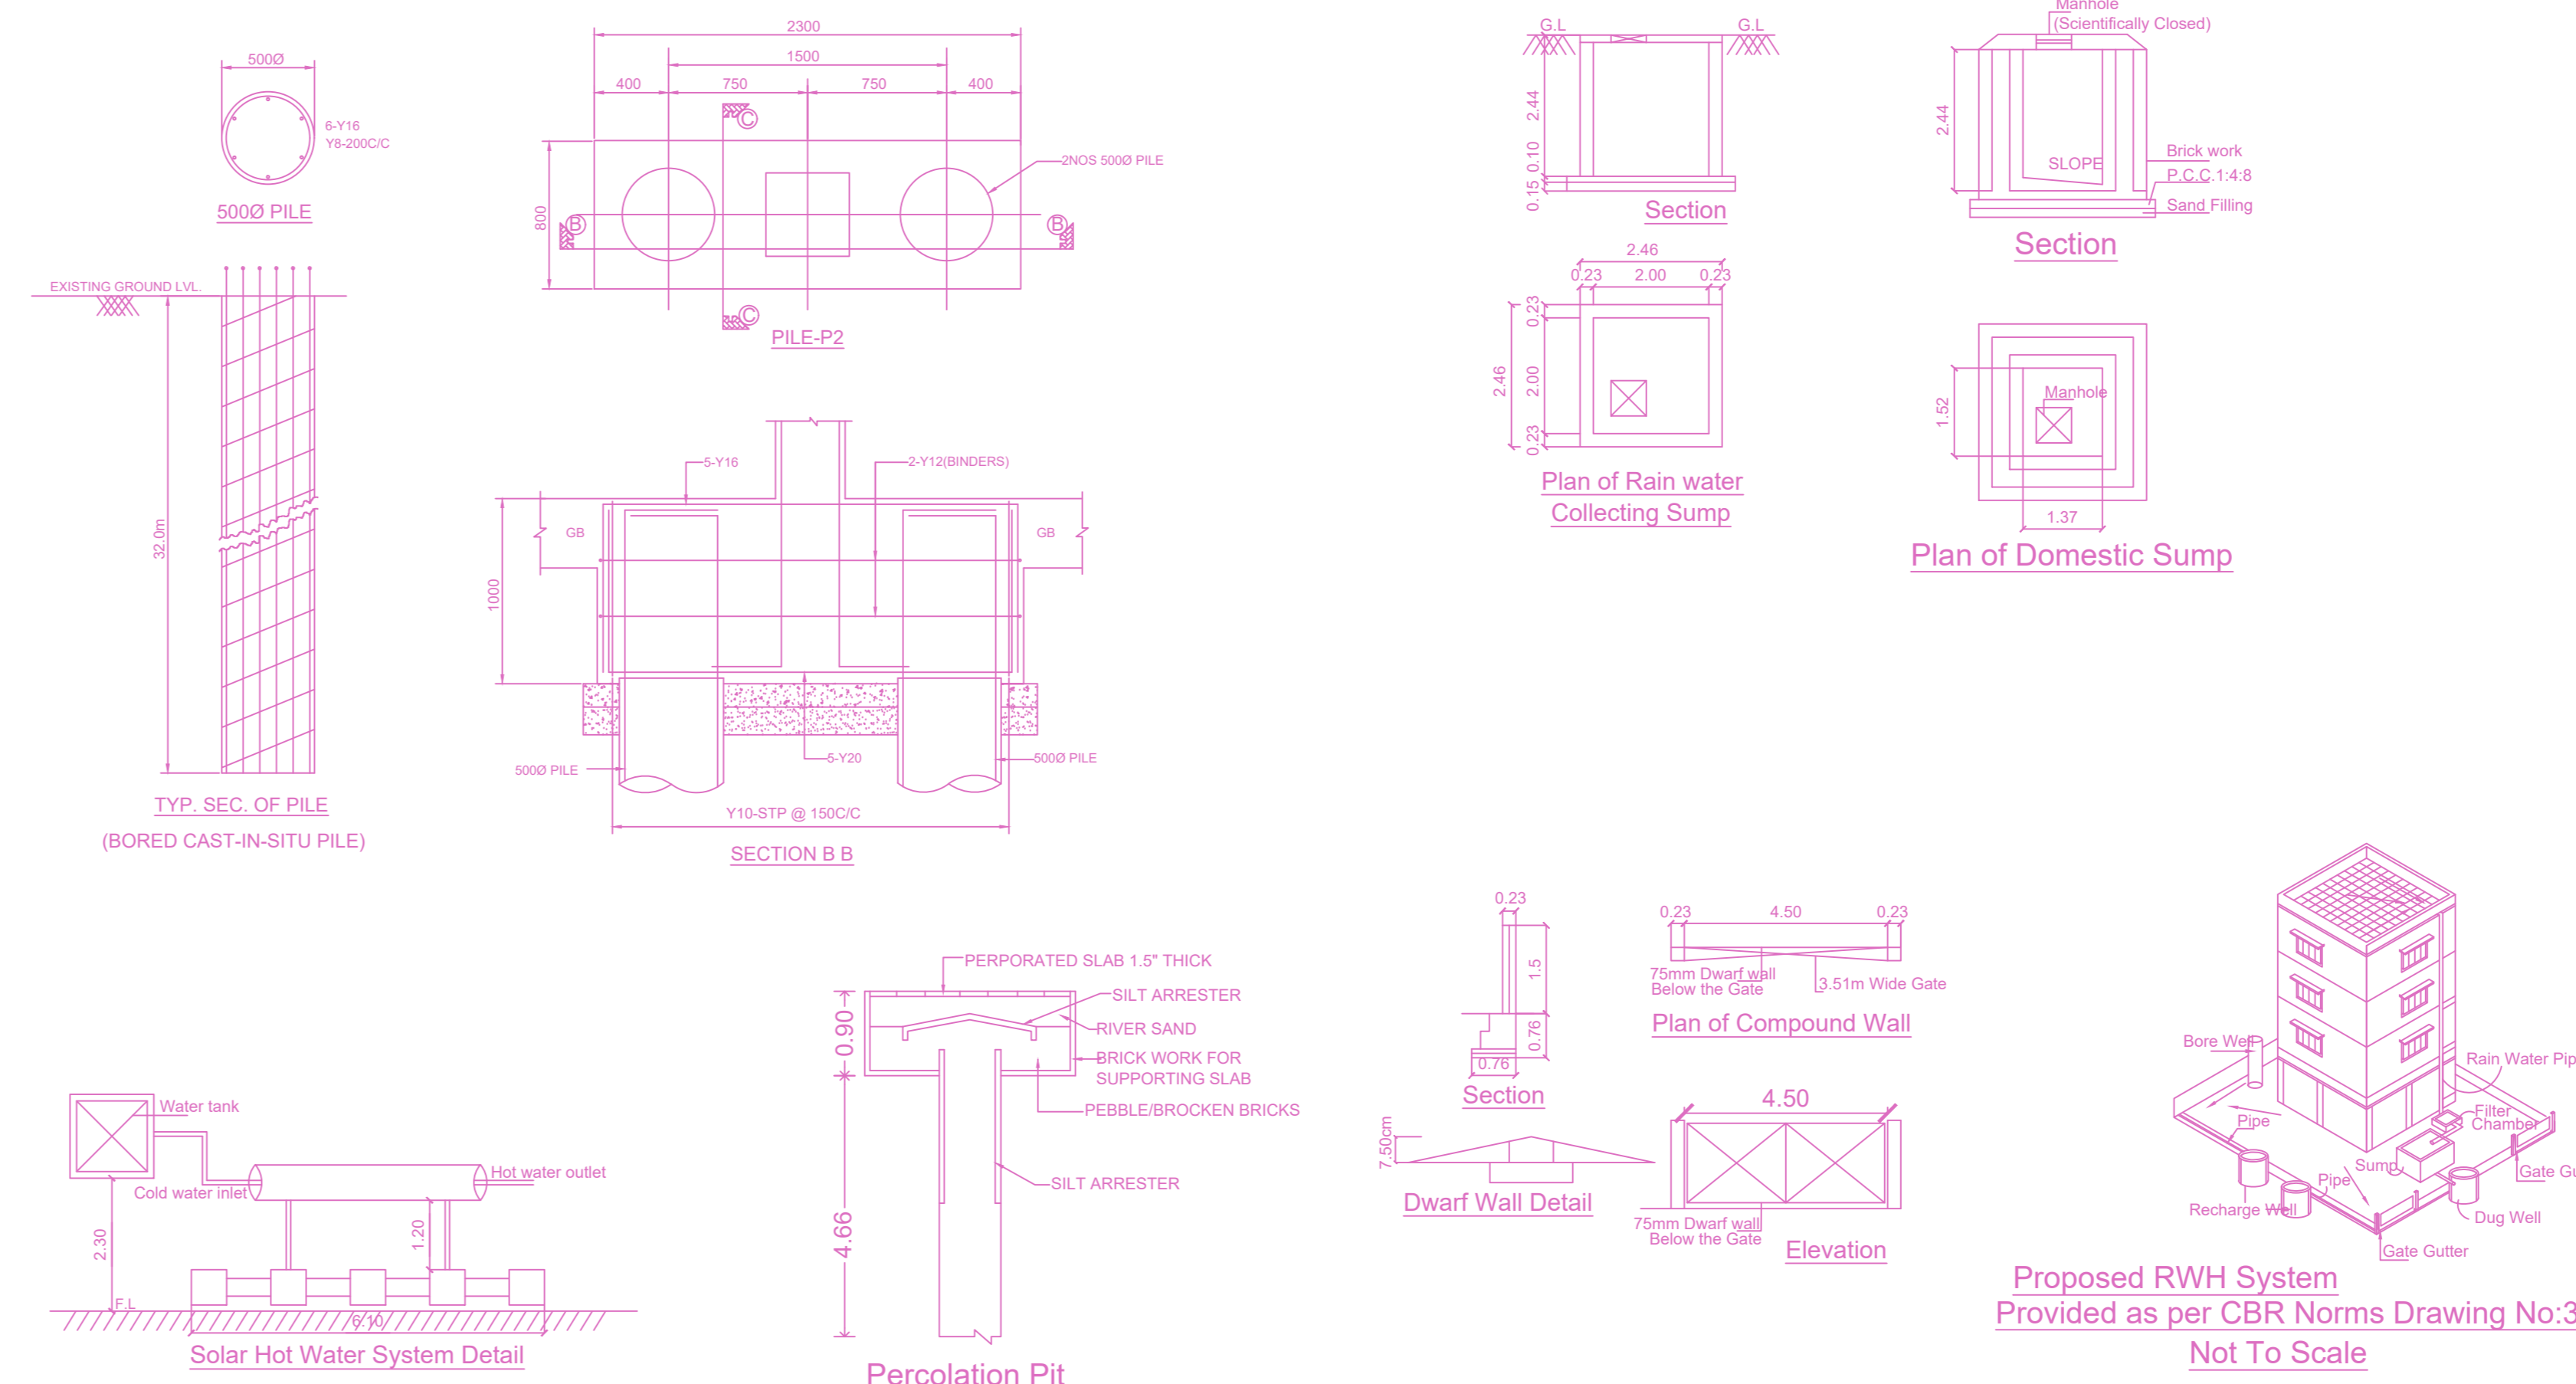 500Ø
6-Y16
Y8-200C/C
500Ø PILE
2300
1500
400
750
750
400
C
800
2NOS 500Ø PILE
B
B
C
PILE-P2
EXISTING GROUND LVL.
32.0m
TYP. SEC. OF PILE
(BORED CAST-IN-SITU PILE)
5-Y16
2-Y12(BINDERS)
GB
GB
1000
500Ø PILE
5-Y20
500Ø PILE
Y10-STP @ 150C/C
SECTION B B
G.L
G.L
2.44
0.10
0.15
Section
2.46
0.23
2.00
0.23
2.46
0.23
2.00
0.23
Plan of Rain water
Collecting Sump
Manhole
(Scientifically Closed)
2.44
SLOPE
Brick work
P.C.C.1:4:8
Sand Filling
Section
Manhole
1.52
1.37
Plan of Domestic Sump
Water tank
Cold water inlet
Hot water outlet
2.30
1.20
F.L
6.10
Solar Hot Water System Detail
PERPORATED SLAB 1.5" THICK
SILT ARRESTER
RIVER SAND
BRICK WORK FOR
SUPPORTING SLAB
PEBBLE/BROCKEN BRICKS
SILT ARRESTER
0.90
4.66
Percolation Pit
0.23
1.5
0.76
0.76
Section
0.23
4.50
0.23
75mm Dwarf wall
Below the Gate
3.51m Wide Gate
Plan of Compound Wall
7.50cm
Dwarf Wall Detail
4.50
75mm Dwarf wall
Below the Gate
Elevation
Bore Well
Rain Water Pip
Filter
Chamber
Pipe
Sump
Pipe
Gate Gu
Recharge Well
Dug Well
Gate Gutter
Proposed RWH System
Provided as per CBR Norms Drawing No:3
Not To Scale